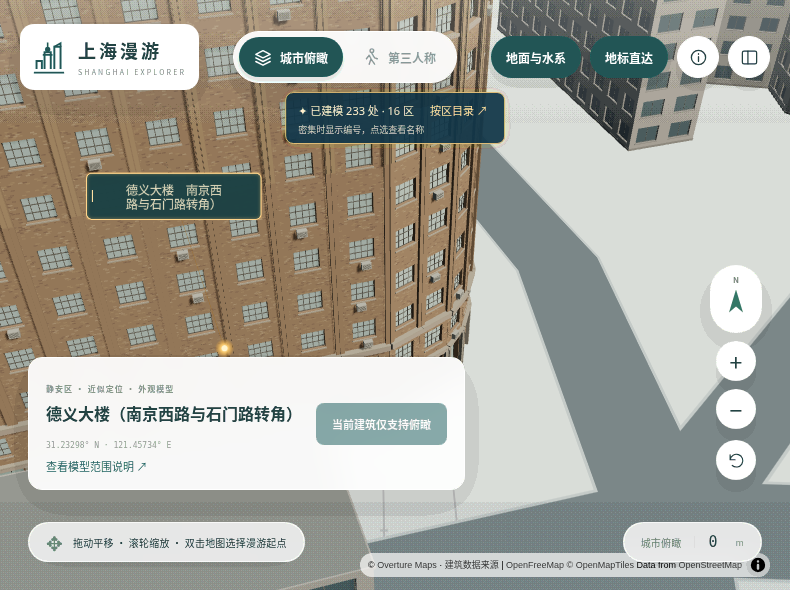 上海漫游
SHANGHAI EXPLORER
城市俯瞰
第三人称
地面与水系
地标直达
✦ 已建模 233 处 · 16 区 按区目录 ↗
密集时显示编号，点选查看名称
德义大楼 南京西
路与石门路转角）
N
静安区 · 近似定位 · 外观模型
德义大楼（南京西路与石门路转角）
当前建筑仅支持俯瞰
31.23298° N · 121.45734° E
查看模型范围说明 ↗
拖动平移 · 滚轮缩放 · 双击地图选择漫游起点
城市俯瞰 0 m
© Overture Maps · 建筑数据来源 | OpenFreeMap © OpenMapTiles Data from OpenStreetMap